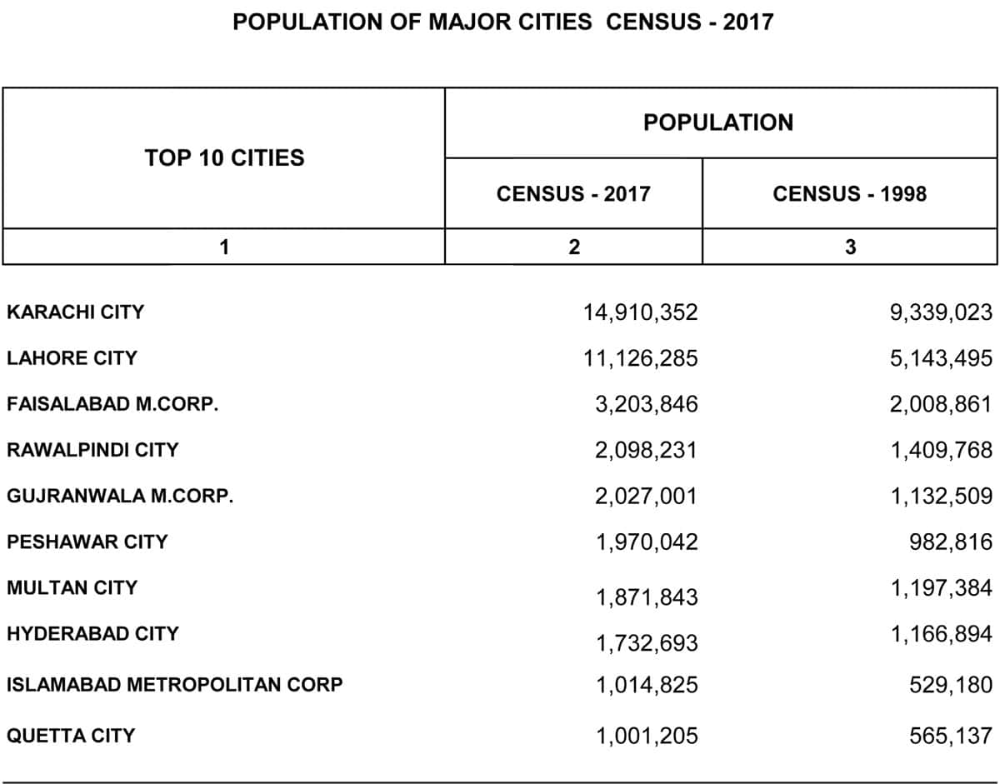 POPULATION OF MAJOR CITIES CENSUS - 2017
TOP 10 CITIES
POPULATION
CENSUS - 2017 CENSUS - 1998
1 2 3
KARACHI CITY 14,910,352 9,339,023
LAHORE CITY 11,126,285 5,143,495
FAISALABAD M.CORP. 3,203,846 2,008,861
RAWALPINDI CITY 2,098,231 1,409,768
GUJRANWALA M.CORP. 2,027,001 1,132,509
PESHAWAR CITY 1,970,042 982,816
MULTAN CITY 1,871,843 1,197,384
HYDERABAD CITY 1,732,693 1,166,894
ISLAMABAD METROPOLITAN CORP 1,014,825 529,180
QUETTA CITY 1,001,205 565,137